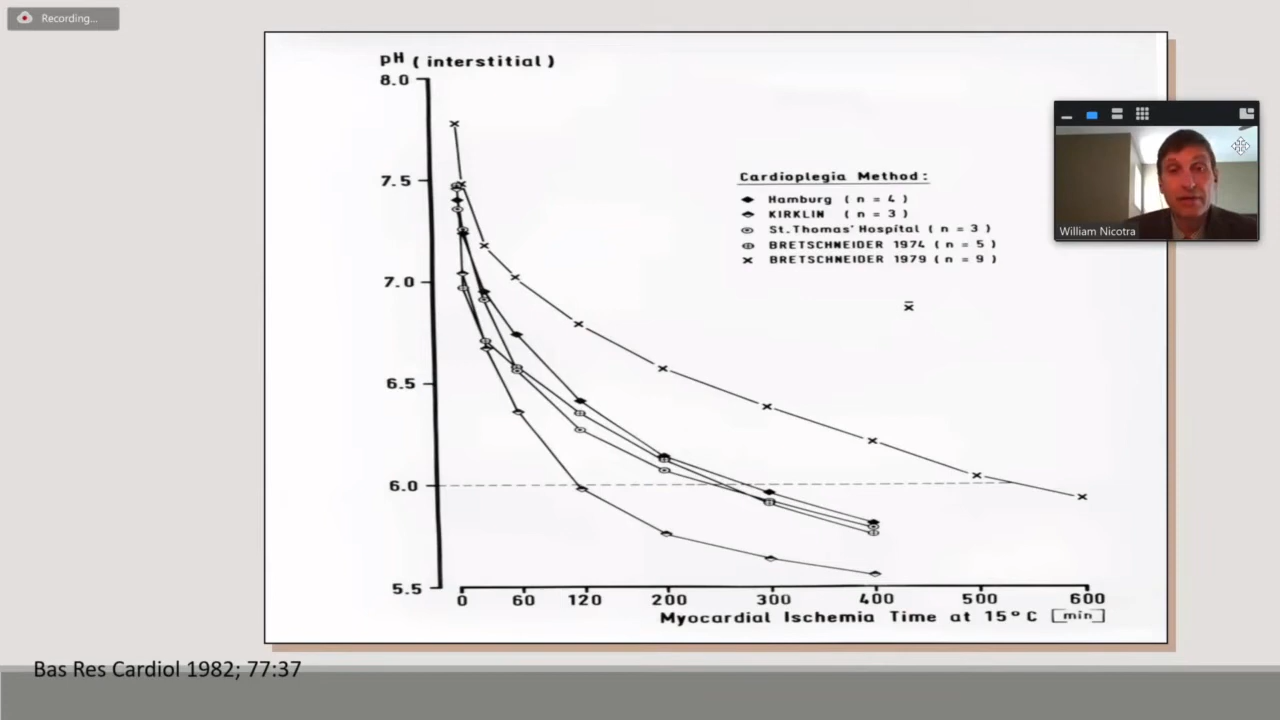 Recording...
pH (interstitial)
8.0
7.5
7.0
6.5
6.0
5.5
Cardioplegia Method:
Hamburg (n = 4)
KIRKLIN (n = 3)
St.Thomas' Hospital (n = 3)
BRETSCHNEIDER 1974 (n = 5)
BRETSCHNEIDER 1979 (n = 9)
x̄
William Nicotra
0 60 120 200 300 400 500 600
Myocardial Ischemia Time at 15°C [min]
Bas Res Cardiol 1982; 77:37